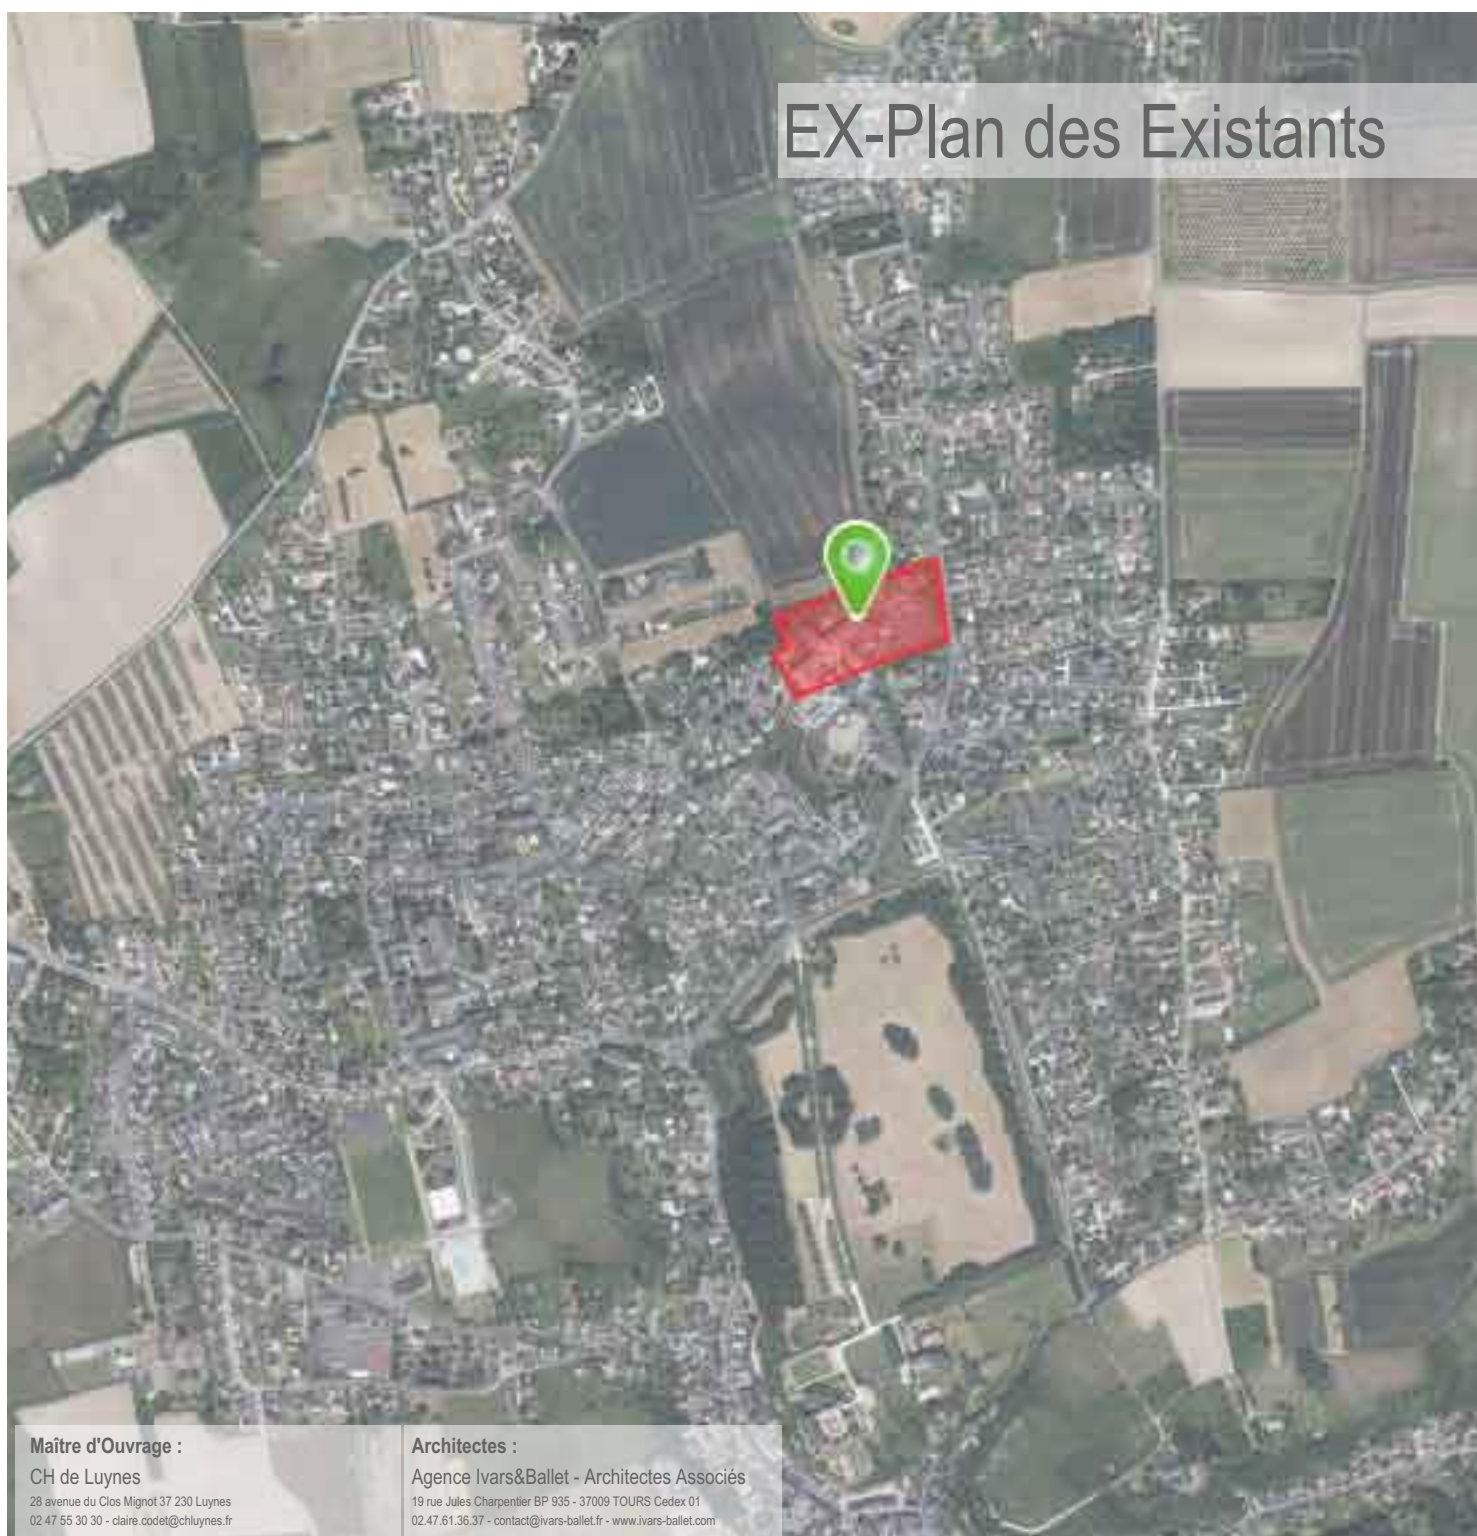 EX-Plan des Existants
Maître d'Ouvrage :
CH de Luynes
28 avenue du Clos Mignot 37 230 Luynes
02 47 55 30 30 - claire.codet@chluynes.fr
Architectes :
Agence Ivars&Ballet - Architectes Associés
19 rue Jules Charpentier BP 935 - 37009 TOURS Cedex 01
02.47.61.36.37 - contact@ivars-ballet.fr - www.ivars-ballet.com